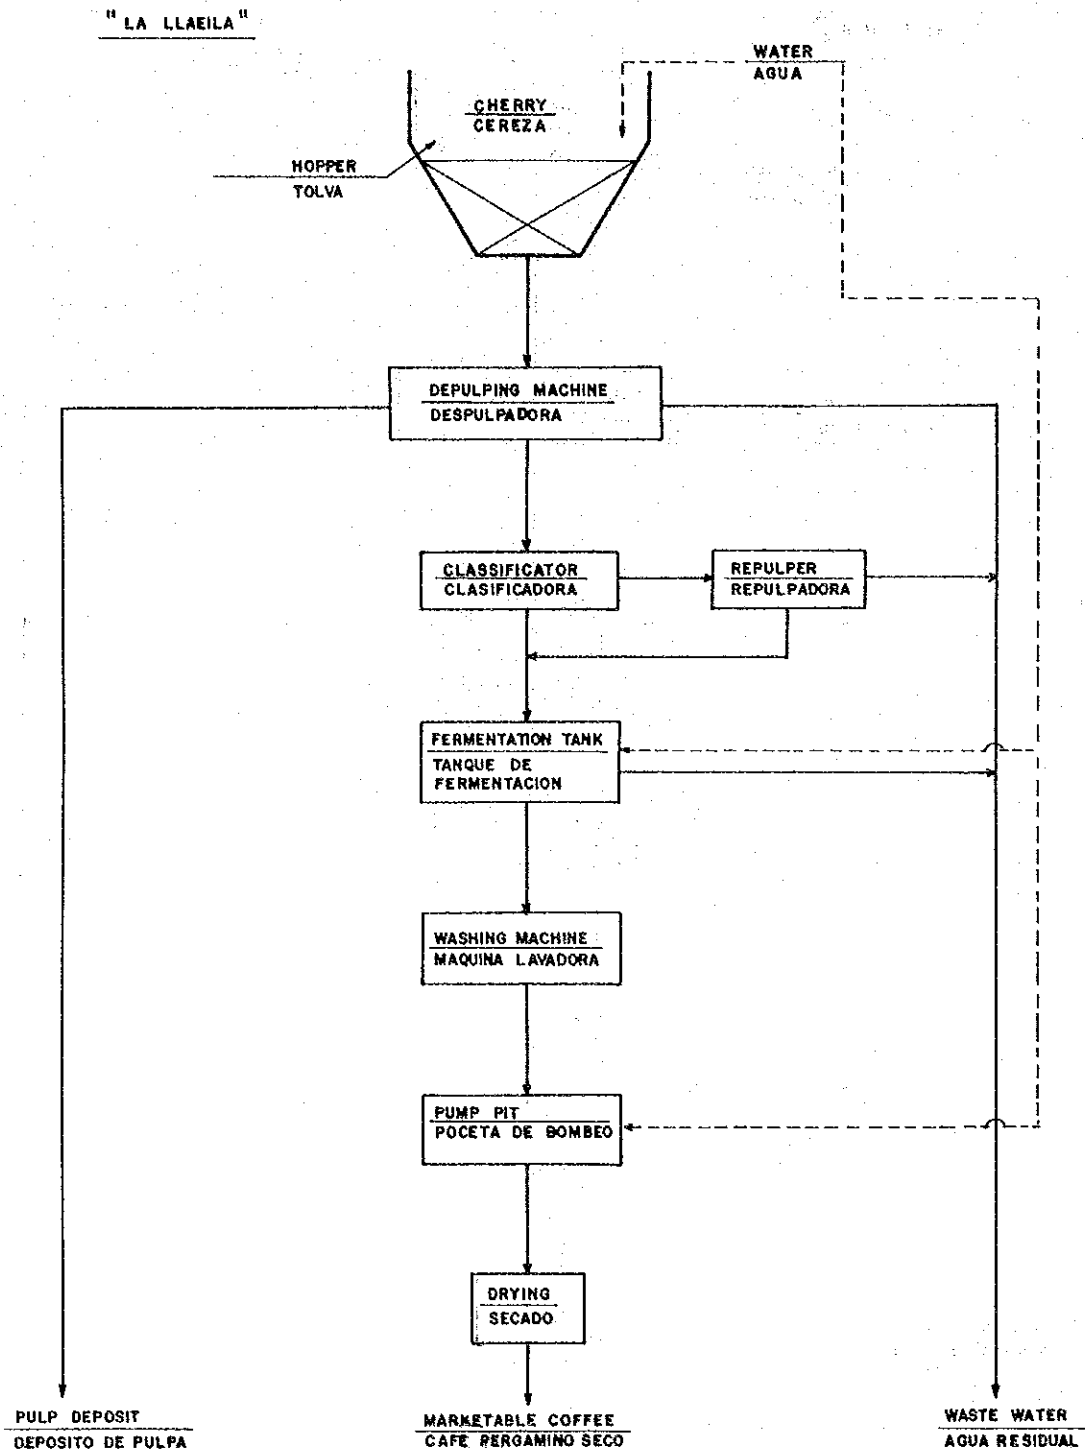 " LA LLAEILA "
WATER
AGUA
CHERRY
CEREZA
HOPPER
TOLVA
DEPULPING MACHINE
DESPULPADORA
CLASSIFICATOR
CLASIFICADORA
REPULPER
REPULPADORA
FERMENTATION TANK
TANQUE DE
FERMENTACION
WASHING MACHINE
MAQUINA LAVADORA
PUMP PIT
POCETA DE BOMBEO
DRYING
SECADO
PULP DEPOSIT
DEPOSITO DE PULPA
MARKETABLE COFFEE
CAFE PERGAMINO SECO
WASTE WATER
AGUA RESIDUAL